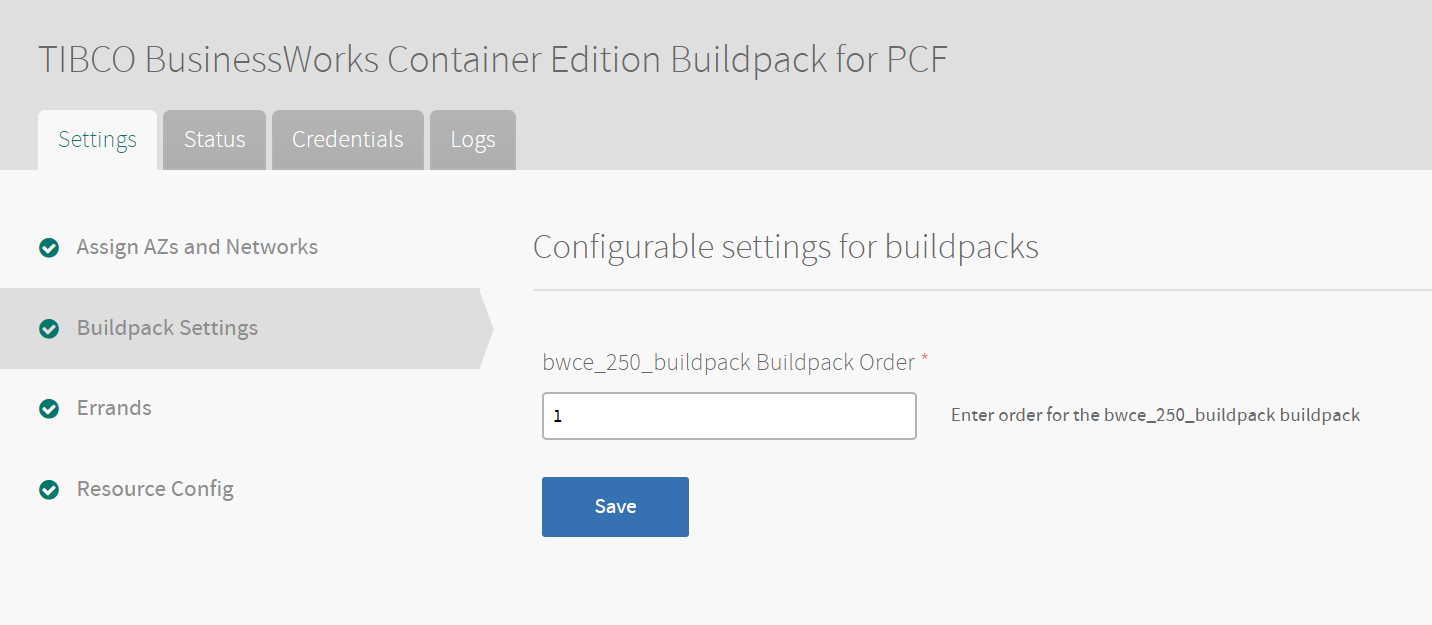 TIBCO BusinessWorks Container Edition Buildpack for PCF
Settings
Status
Credentials
Logs
Assign AZs and Networks
Buildpack Settings
Errands
Resource Config
Configurable settings for buildpacks
bwce_250_buildpack Buildpack Order *
1
Enter order for the bwce_250_buildpack buildpack
Save